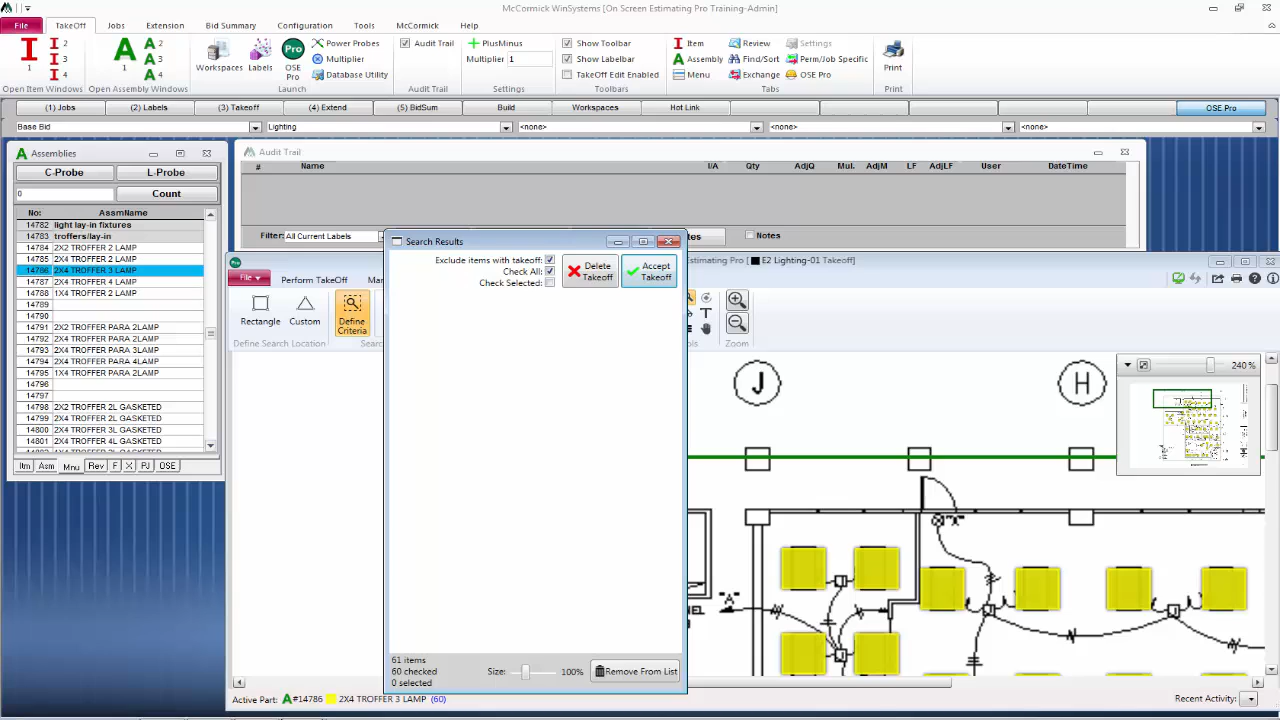 McCormick WinSystems [On Screen Estimating Pro Training-Admin]
File TakeOff Jobs Extension Bid Summary Configuration Tools McCormick Help
I 1 I 2 I 3 I 4 Open Item Windows
A 1 A 2 A 3 A 4 Open Assembly Windows
Workspaces Labels Pro OSE Pro Power Probes Multiplier Database Utility Launch
Audit Trail Audit Trail
PlusMinus Multiplier 1 Settings
Show Toolbar Show Labelbar TakeOff Edit Enabled Toolbars
Item Assembly Menu Review Find/Sort Exchange Settings Perm/Job Specific OSE Pro Tabs
Print Print
(1) Jobs (2) Labels (3) Takeoff (4) Extend (5) BidSum Build Workspaces Hot Link OSE Pro
Base Bid Lighting <none> <none> <none>
Assemblies
C-Probe L-Probe
0 Count
No: AssmName
14782 light lay-in fixtures
14783 troffers/lay-in
14784 2X2 TROFFER 2 LAMP
14785 2X4 TROFFER 2 LAMP
14786 2X4 TROFFER 3 LAMP
14787 2X4 TROFFER 4 LAMP
14788 1X4 TROFFER 2 LAMP
14789
14790
14791 2X2 TROFFER PARA 2LAMP
14792 2X4 TROFFER PARA 2LAMP
14793 2X4 TROFFER PARA 3LAMP
14794 2X4 TROFFER PARA 4LAMP
14795 1X4 TROFFER PARA 2LAMP
14796
14797
14798 2X2 TROFFER 2L GASKETED
14799 2X4 TROFFER 2L GASKETED
14800 2X4 TROFFER 3L GASKETED
14801 2X4 TROFFER 4L GASKETED
Itm Asm Mnu Rev F X PJ OSE
Audit Trail
# Name I/A Qty AdjQ Mul. AdjM LF AdjLF User DateTime
Filter: All Current Labels Notes
Search Results
Exclude items with takeoff:
Check All:
Check Selected:
Delete Takeoff
Accept Takeoff
61 items
60 checked
0 selected
Size: 100% Remove From List
Pro Estimating Pro [E2 Lighting-01 Takeoff]
File Perform TakeOff
Rectangle Custom Define Criteria
Define Search Location
T
Zoom
240 %
J H
"X"
"A"
J J J J
Active Part: A #14786 2X4 TROFFER 3 LAMP (60)
Recent Activity: